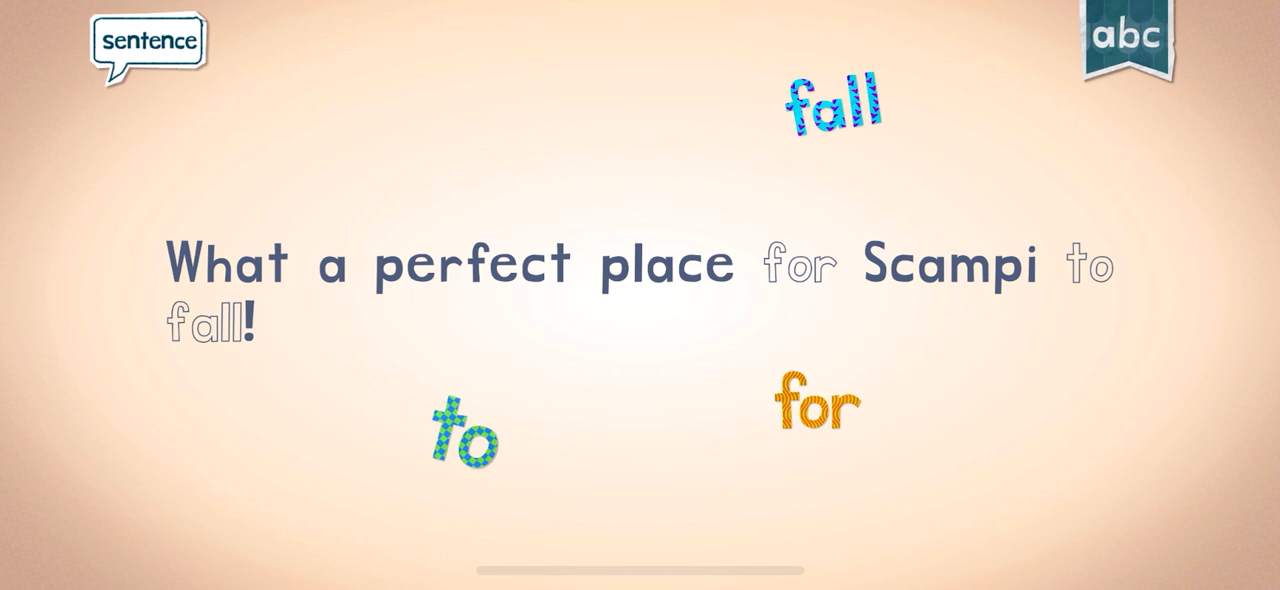 sentence
abc
fall
What a perfect place for Scampi to
fall!
to
for